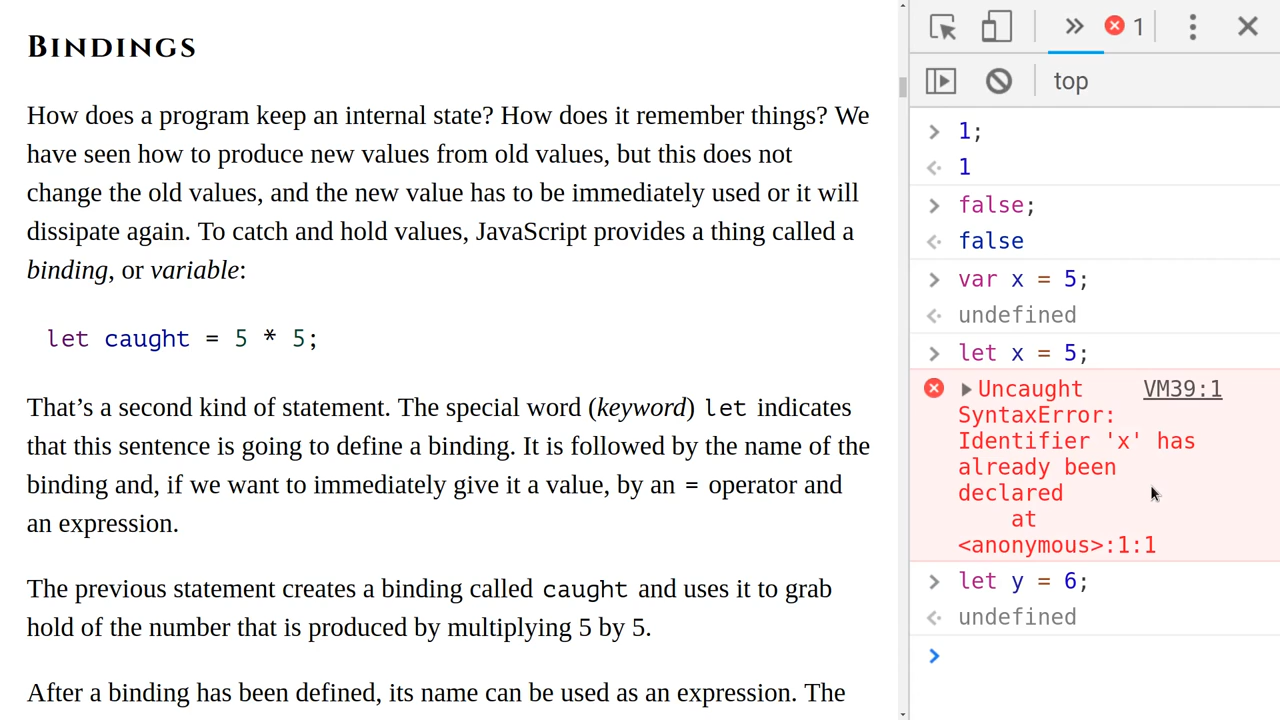 BINDINGS
How does a program keep an internal state? How does it remember things? We
have seen how to produce new values from old values, but this does not
change the old values, and the new value has to be immediately used or it will
dissipate again. To catch and hold values, JavaScript provides a thing called a
binding, or variable:
let caught = 5 * 5;
That’s a second kind of statement. The special word (keyword) let indicates
that this sentence is going to define a binding. It is followed by the name of the
binding and, if we want to immediately give it a value, by an = operator and
an expression.
The previous statement creates a binding called caught and uses it to grab
hold of the number that is produced by multiplying 5 by 5.
After a binding has been defined, its name can be used as an expression. The
1
top
1;
1
false;
false
var x = 5;
undefined
let x = 5;
Uncaught VM39:1
SyntaxError:
Identifier 'x' has
already been
declared
at
<anonymous>:1:1
let y = 6;
undefined